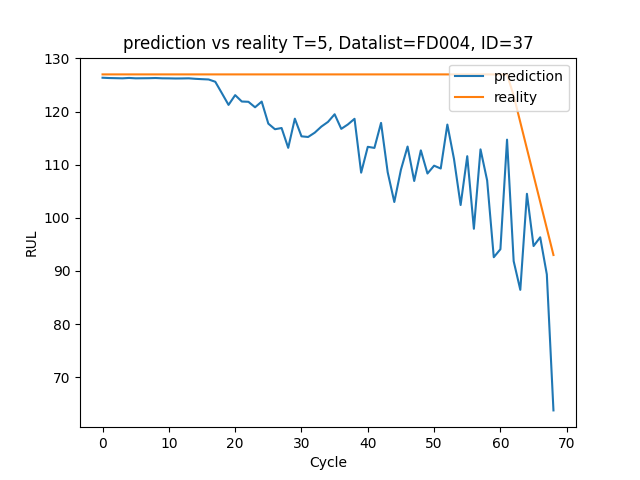 prediction vs reality T=5, Datalist=FD004, ID=37
prediction
reality
RUL
130
120
110
100
90
80
70
0 10 20 30 40 50 60 70
Cycle